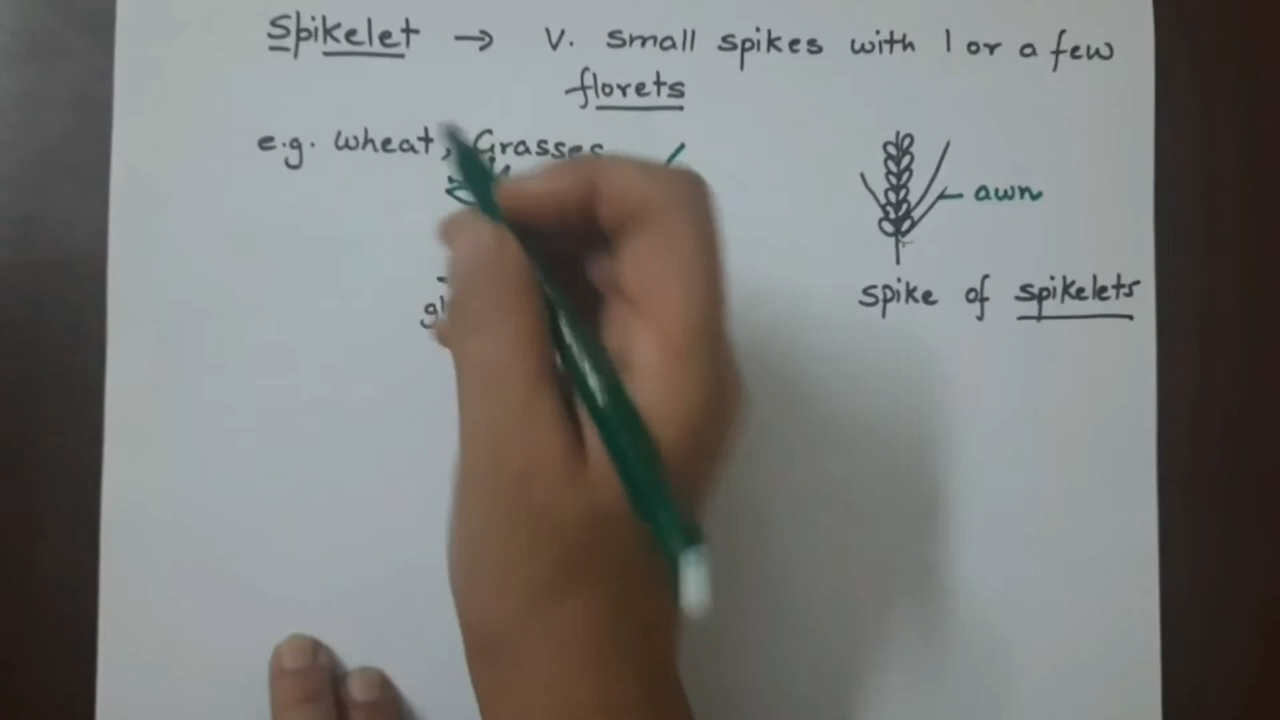 Spikelet → V. small spikes with 1 or a few
florets
e.g. wheat, Grasses
awn
spike of spikelets